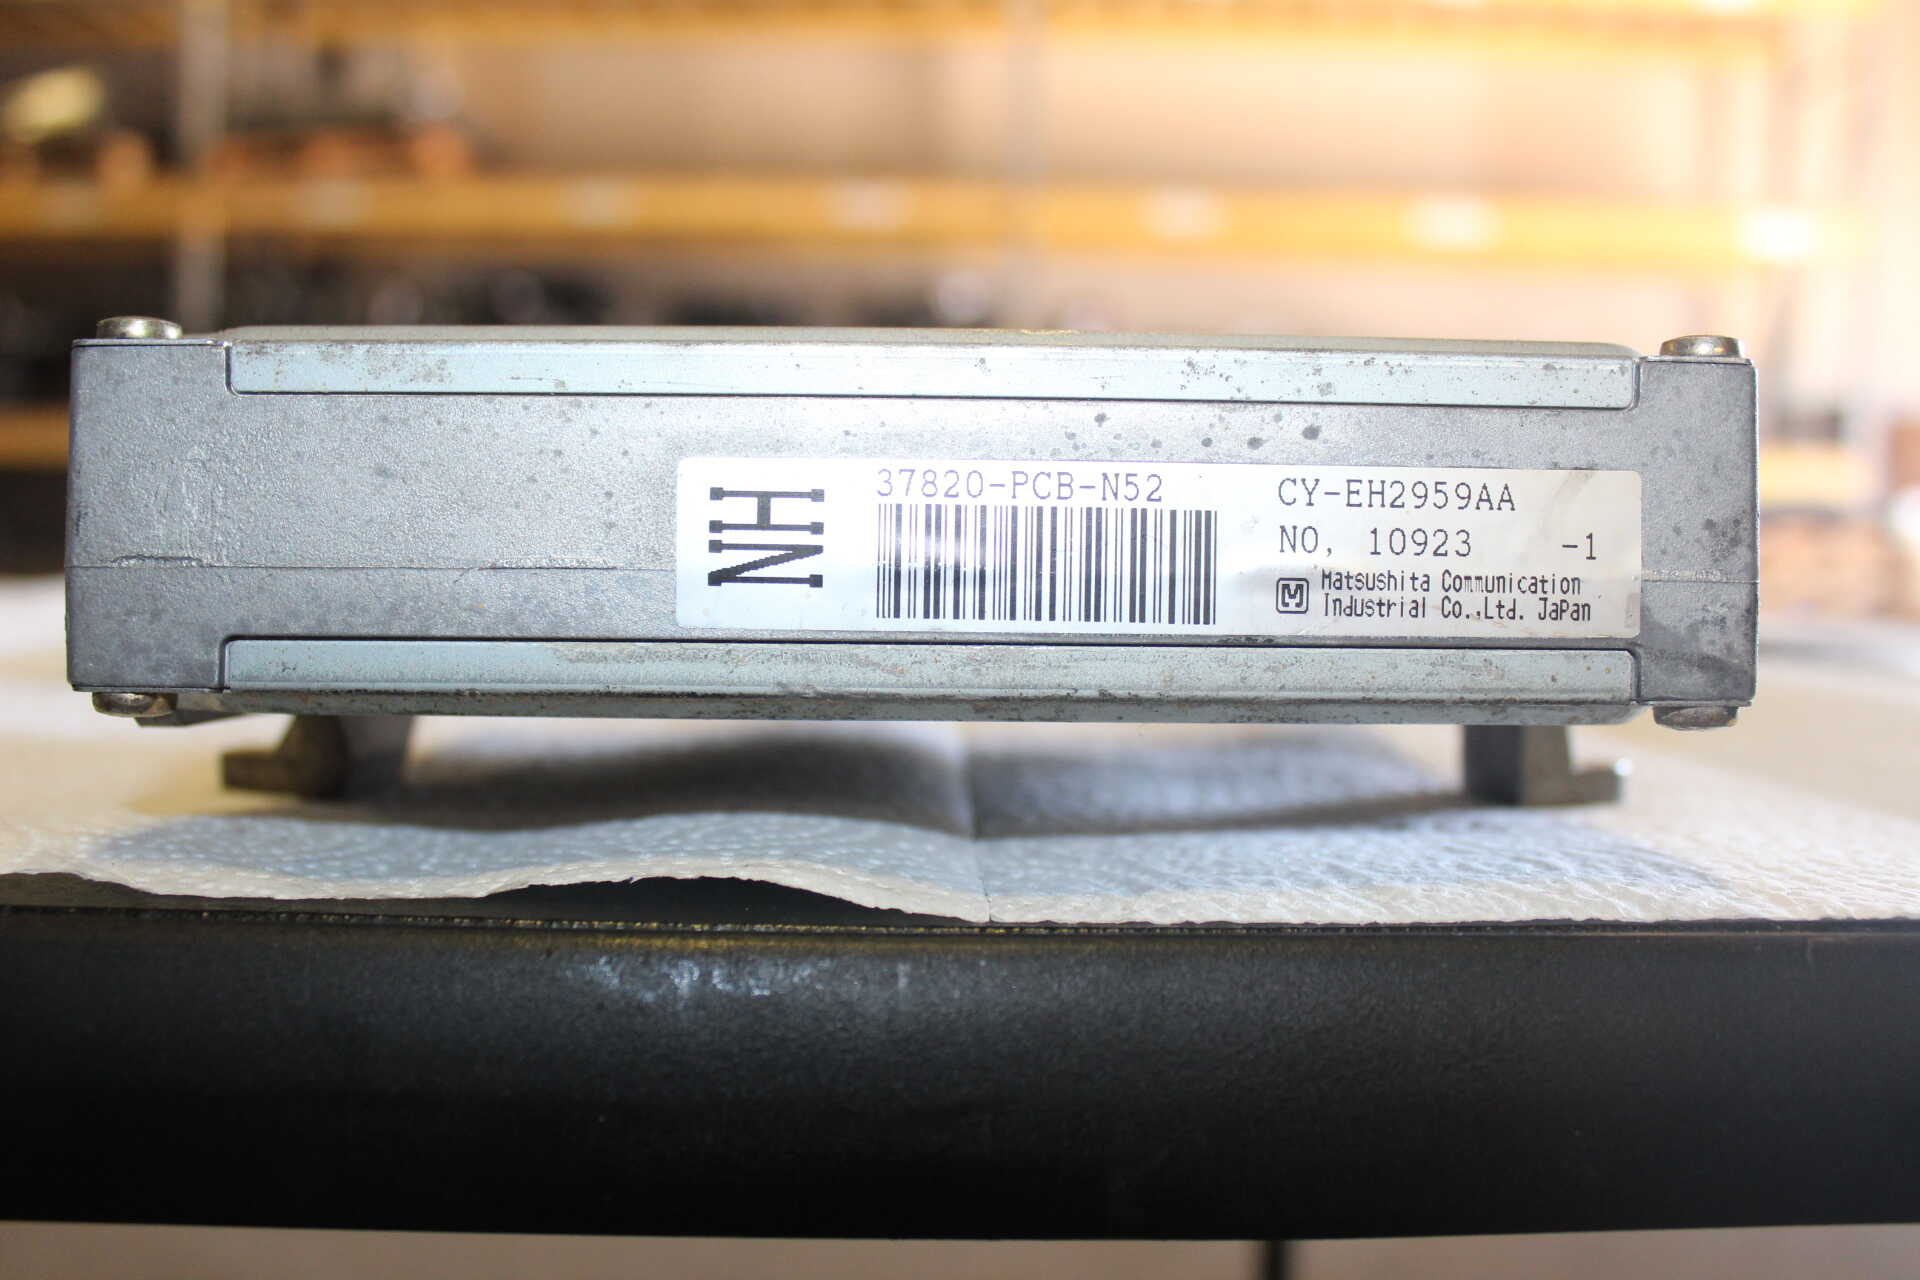 NH
37820-PCB-N52
CY-EH2959AA
NO, 10923 -1
M Matsushita Communication
Industrial Co.,Ltd. JaPan